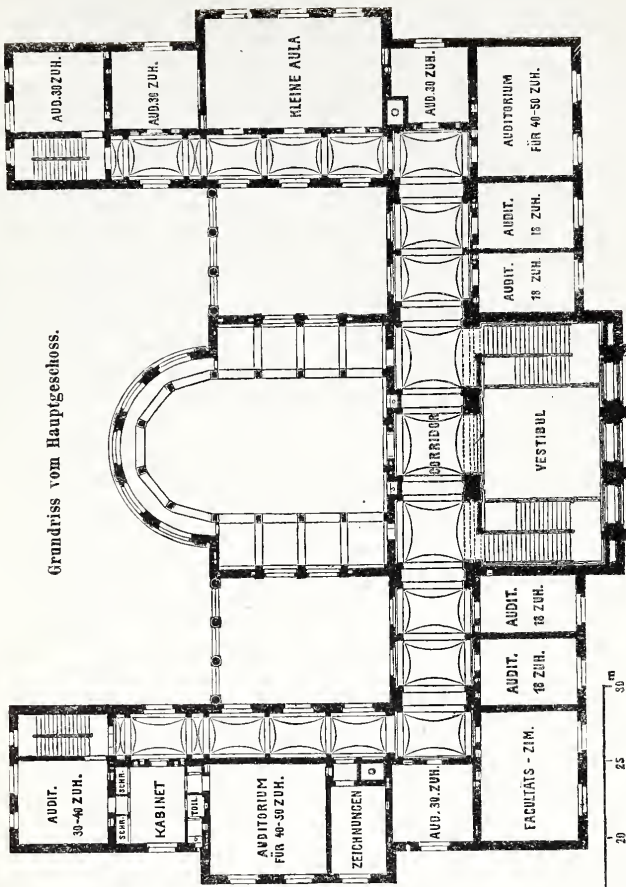 Grundriss vom Hauptgeschoss.
AUD. 30 ZUH.
AUD. 30 ZUH.
KLEINE AULA
AUD. 30 ZUH.
AUDITORIUM
FÜR 40-50 ZUH.
AUDIT.
18 ZUH.
AUDIT.
18 ZUH.
CORRIDOR
VESTIBUL
AUDIT.
18 ZUH.
AUDIT.
18 ZUH.
FACULTÄTS - ZIM.
AUD. 30. ZUH.
ZEICHNUNGEN
AUDITORIUM
FÜR 40-50 ZUH.
TOIL.
KABINET
SCHR.
SCHR.
AUDIT.
30-40 ZUH.
20
25
30
m